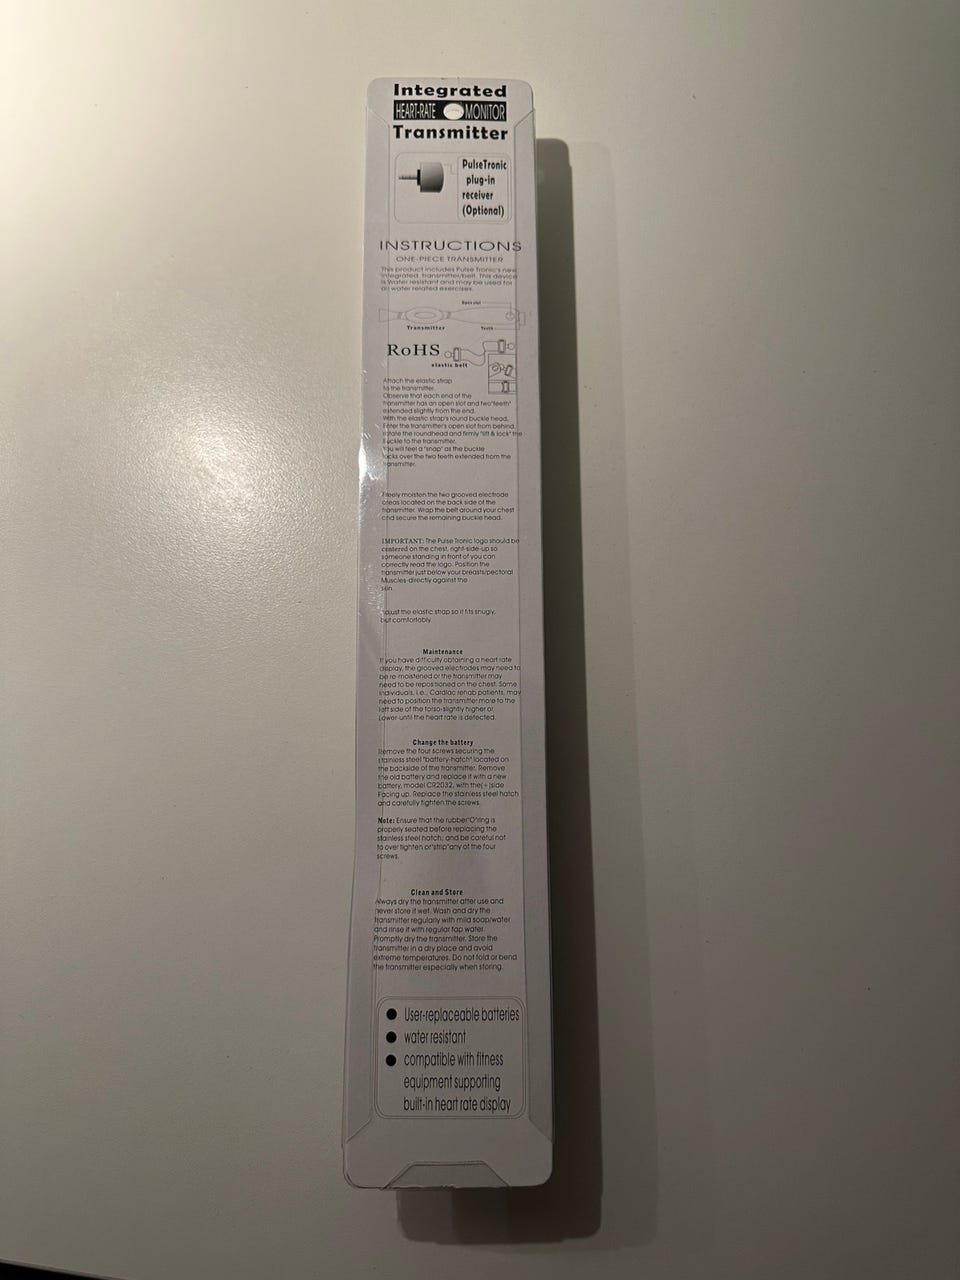 Integrated
HEART-RATE MONITOR
Transmitter
PulseTronic
plug-in
receiver
(Optional)
INSTRUCTIONS
ONE-PIECE TRANSMITTER
This product includes Pulse Tronic's new
integrated transmitter/belt. This device
is Water resistant and may be used for
all water related exercises.
Open slot
Transmitter
Teeth
RoHS
elastic belt
Attach the elastic strap
to the transmitter.
Observe that each end of the
transmitter has an open slot and two"teeth"
extended slightly from the end.
With the elastic strap's round buckle head,
Enter the transmitter's open slot from behind,
rotate the roundhead and firmly "lift & lock" the
buckle to the transmitter.
You will feel a "snap" as the buckle
locks over the two teeth extended from the
transmitter.
Freely moisten the two grooved electrode
areas located on the back side of the
transmitter. Wrap the belt around your chest
and secure the remaining buckle head.
IMPORTANT: The Pulse Tronic logo should be
centered on the chest, right-side-up so
someone standing in front of you can
correctly read the logo. Position the
transmitter just below your breasts/pectoral
Muscles-directly against the
skin.
Adjust the elastic strap so it fits snugly,
but comfortably.
Maintenance
If you have difficulty obtaining a heart rate
display, the grooved electrodes may need to
be re-moistened or the transmitter may
need to be repositioned on the chest. Some
individuals, i.e., Cardiac rehab patients, may
need to position the transmitter more to the
left side of the torso-slightly higher or
Lower-until the heart rate is detected.
Change the battery
Remove the four screws securing the
stainless steel "battery-hatch" located on
the backside of the transmitter. Remove
the old battery and replace it with a new
battery, model CR2032, with the(+)side
Facing up. Replace the stainless steel hatch
and carefully tighten the screws.
Note: Ensure that the rubber"O"ring is
properly seated before replacing the
stainless steel hatch; and be careful not
to over tighten or"strip"any of the four
screws.
Clean and Store
Always dry the transmitter after use and
never store it wet. Wash and dry the
transmitter regularly with mild soap/water
and rinse it with regular tap water.
Promptly dry the transmitter. Store the
transmitter in a dry place and avoid
extreme temperatures. Do not fold or bend
the transmitter especially when storing.
● User-replaceable batteries
● water resistant
● compatible with fitness
equipment supporting
built-in heart rate display